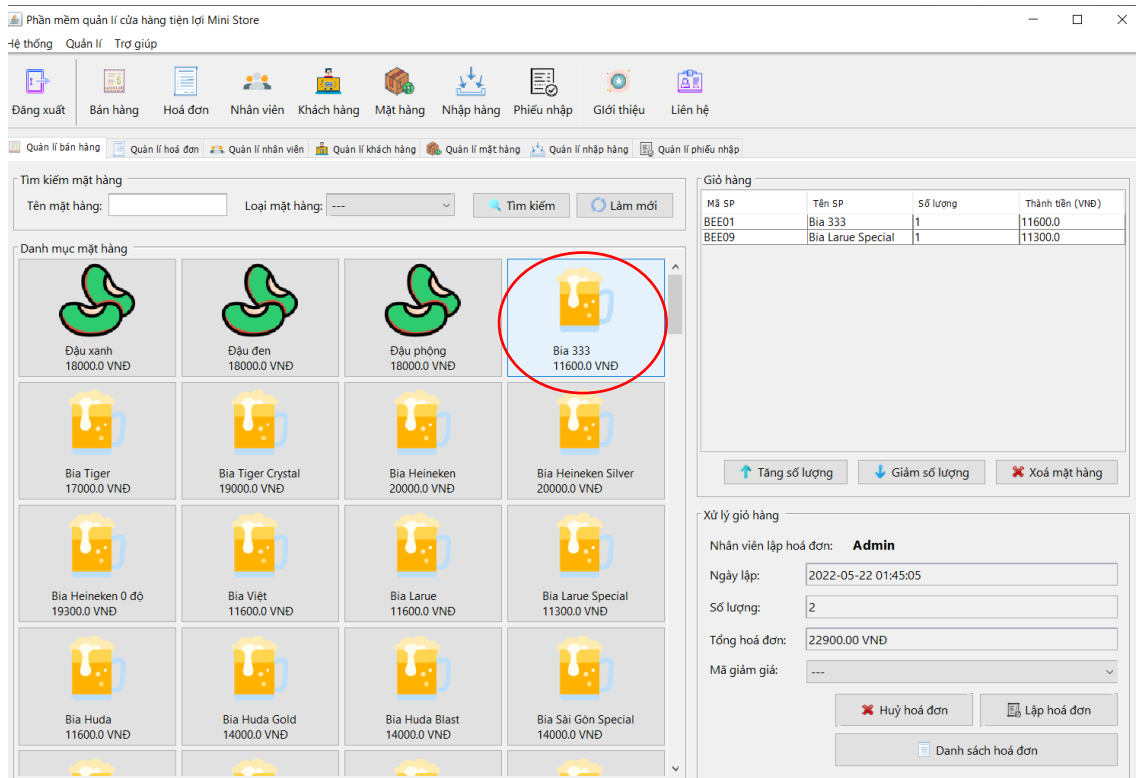 Phần mềm quản lí cửa hàng tiện lợi Mini Store
Hệ thống Quản lí Trợ giúp
Đăng xuất Bán hàng Hoá đơn Nhân viên Khách hàng Mặt hàng Nhập hàng Phiếu nhập Giới thiệu Liên hệ
Quản lí bán hàng Quản lí hoá đơn Quản lí nhân viên Quản lí khách hàng Quản lí mặt hàng Quản lí nhập hàng Quản lí phiếu nhập
Tìm kiếm mặt hàng
Tên mặt hàng: Loại mặt hàng: --- Tìm kiếm Làm mới
Danh mục mặt hàng
Đậu xanh
18000.0 VNĐ
Đậu đen
18000.0 VNĐ
Đậu phộng
18000.0 VNĐ
Bia 333
11600.0 VNĐ
Bia Tiger
17000.0 VNĐ
Bia Tiger Crystal
19000.0 VNĐ
Bia Heineken
20000.0 VNĐ
Bia Heineken Silver
20000.0 VNĐ
Bia Heineken 0 độ
19300.0 VNĐ
Bia Việt
11600.0 VNĐ
Bia Larue
11600.0 VNĐ
Bia Larue Special
11300.0 VNĐ
Bia Huda
11600.0 VNĐ
Bia Huda Gold
14000.0 VNĐ
Bia Huda Blast
14000.0 VNĐ
Bia Sài Gòn Special
14000.0 VNĐ
Giỏ hàng
Mã SP Tên SP Số lượng Thành tiền (VNĐ)
BEE01 Bia 333 1 11600.0
BEE09 Bia Larue Special 1 11300.0
Tăng số lượng Giảm số lượng Xoá mặt hàng
Xử lý giỏ hàng
Nhân viên lập hoá đơn: Admin
Ngày lập: 2022-05-22 01:45:05
Số lượng: 2
Tổng hoá đơn: 22900.00 VNĐ
Mã giảm giá: ---
Huỷ hoá đơn Lập hoá đơn
Danh sách hoá đơn